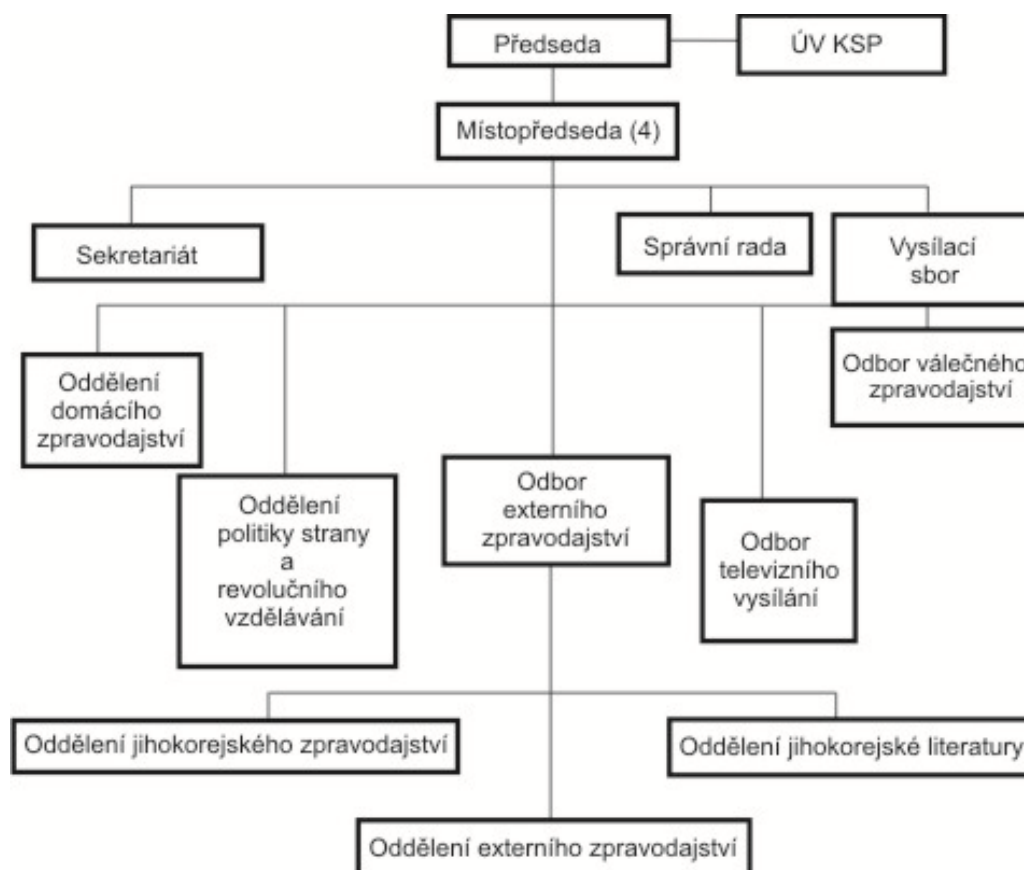 Předseda
ÚV KSP
Místopředseda (4)
Sekretariát
Správní rada
Vysílací
sbor
Oddělení
domácího
zpravodajství
Odbor válečného
zpravodajství
Oddělení
politiky strany
a
revolučního
vzdělávání
Odbor
externího
zpravodajství
Odbor
televizního
vysílání
Oddělení jihokorejského zpravodajství
Oddělení jihokorejské literatury
Oddělení externího zpravodajství